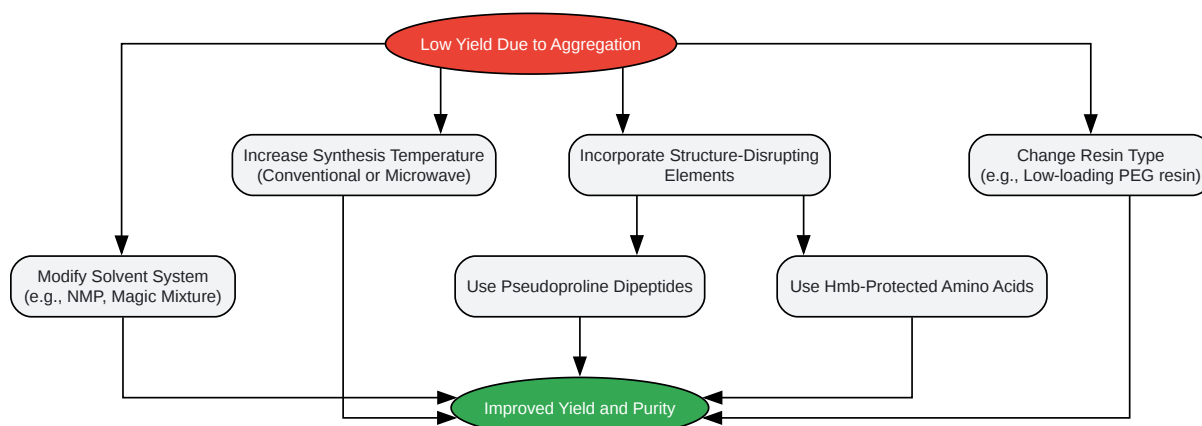 Low Yield Due to Aggregation
Increase Synthesis Temperature
(Conventional or Microwave)
Incorporate Structure-Disrupting
Elements
Change Resin Type
(e.g., Low-loading PEG resin)
Modify Solvent System
(e.g., NMP, Magic Mixture)
Use Pseudoproline Dipeptides
Use Hmb-Protected Amino Acids
Improved Yield and Purity